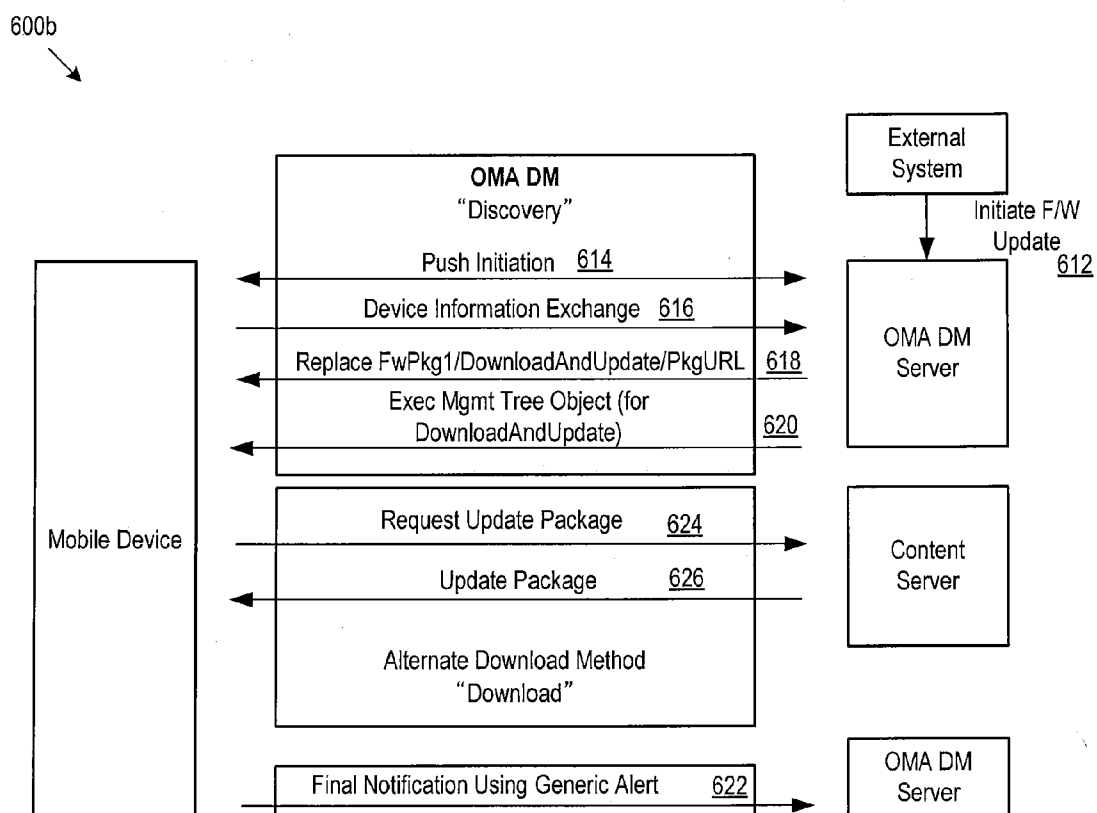 600b
External
System
Initiate F/W
Update
612
OMA DM
“Discovery”
Push Initiation 614
Device Information Exchange 616
Replace FwPkg1/DownloadAndUpdate/PkgURL 618
Exec Mgmt Tree Object (for
DownloadAndUpdate) 620
OMA DM
Server
Mobile Device
Request Update Package 624
Update Package 626
Alternate Download Method
“Download”
Content
Server
Final Notification Using Generic Alert 622
OMA DM
Server